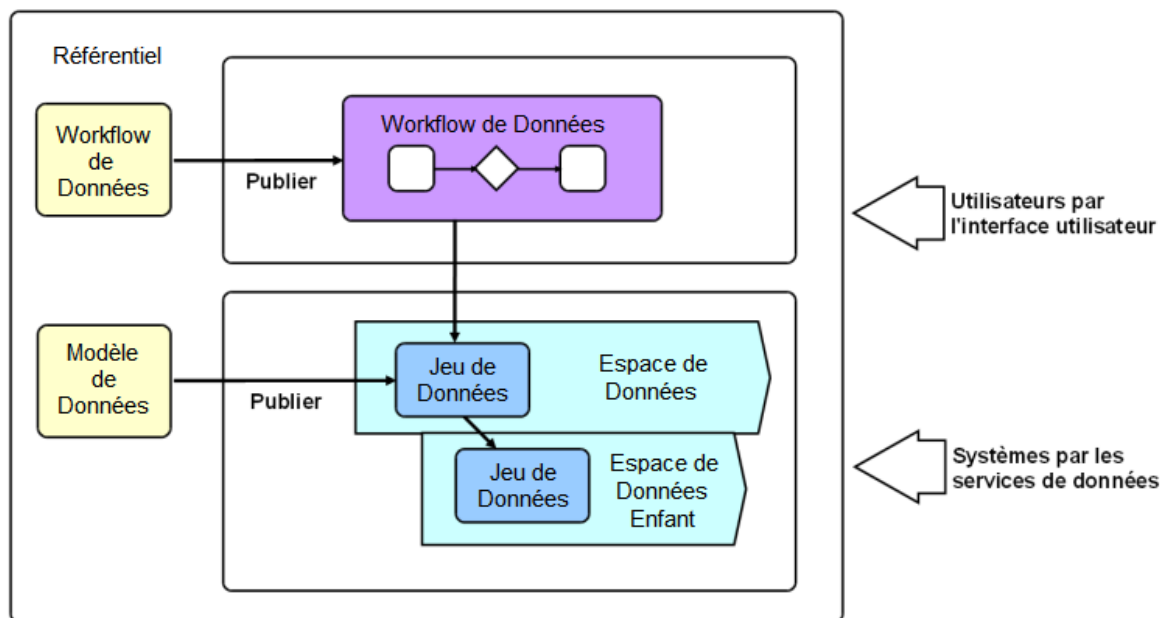 Référentiel
Workflow
de
Données
Publier
Workflow de Données
Utilisateurs par
l'interface utilisateur
Modèle
de
Données
Publier
Jeu de
Données
Espace de
Données
Jeu de
Données
Espace de
Données
Enfant
Systèmes par les
services de données